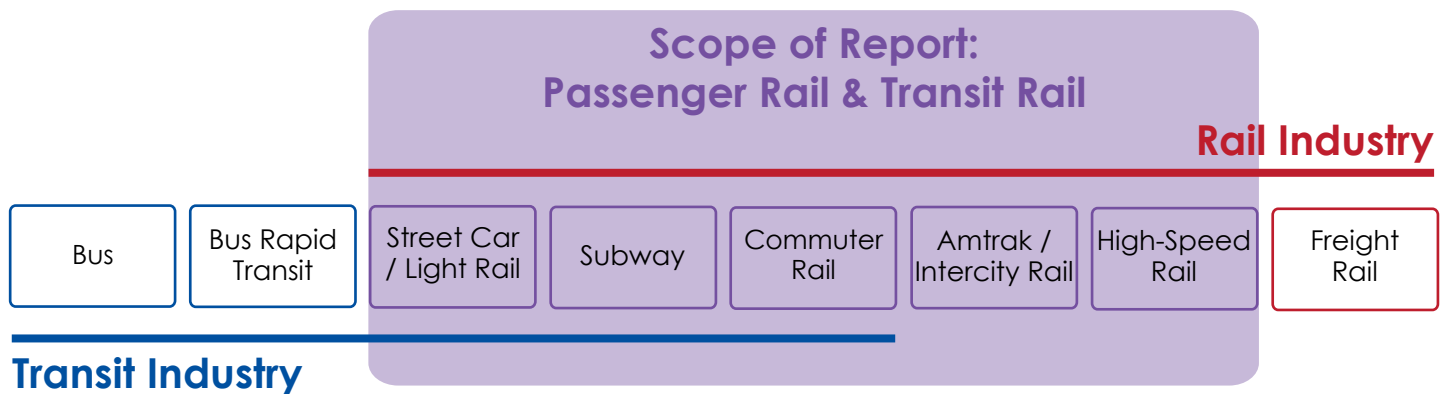 Scope of Report:
Passenger Rail & Transit Rail
Rail Industry
Bus
Bus Rapid
Transit
Street Car
/ Light Rail
Subway
Commuter
Rail
Amtrak /
Intercity Rail
High-Speed
Rail
Freight
Rail
Transit Industry